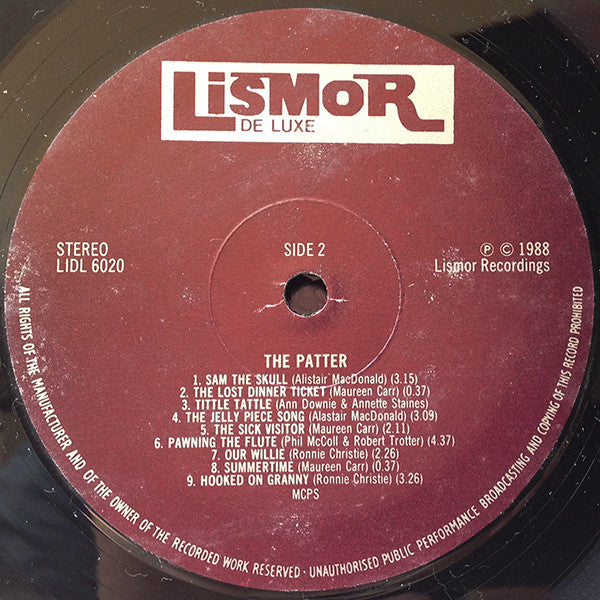 LiSMOR
DE LUXE
STEREO
LIDL 6020
SIDE 2
℗ © 1988
Lismor Recordings
THE PATTER
1. SAM THE SKULL (Alistair MacDonald) (3.15)
2. THE LOST DINNER TICKET (Maureen Carr) (0.37)
3. TITTLE TATTLE (Ann Downie & Annette Staines)
4. THE JELLY PIECE SONG (Alastair MacDonald) (3.09)
5. THE SICK VISITOR (Maureen Carr) (2.11)
6. PAWNING THE FLUTE (Phil McColl & Robert Trotter) (4.37)
7. OUR WILLIE (Ronnie Christie) (2.26)
8. SUMMERTIME (Maureen Carr) (0.37)
9. HOOKED ON GRANNY (Ronnie Christie) (3.26)
MCPS
ALL RIGHTS OF THE MANUFACTURER AND OF THE OWNER OF THE RECORDED WORK RESERVED · UNAUTHORISED PUBLIC PERFORMANCE BROADCASTING AND COPYING OF THIS RECORD PROHIBITED